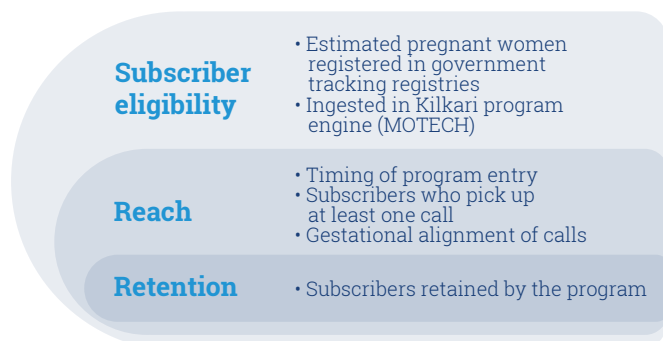 Subscriber
eligibility
• Estimated pregnant women
registered in government
tracking registries
• Ingested in Kilkari program
engine (MOTECH)
Reach
• Timing of program entry
• Subscribers who pick up
at least one call
• Gestational alignment of calls
Retention
• Subscribers retained by the program